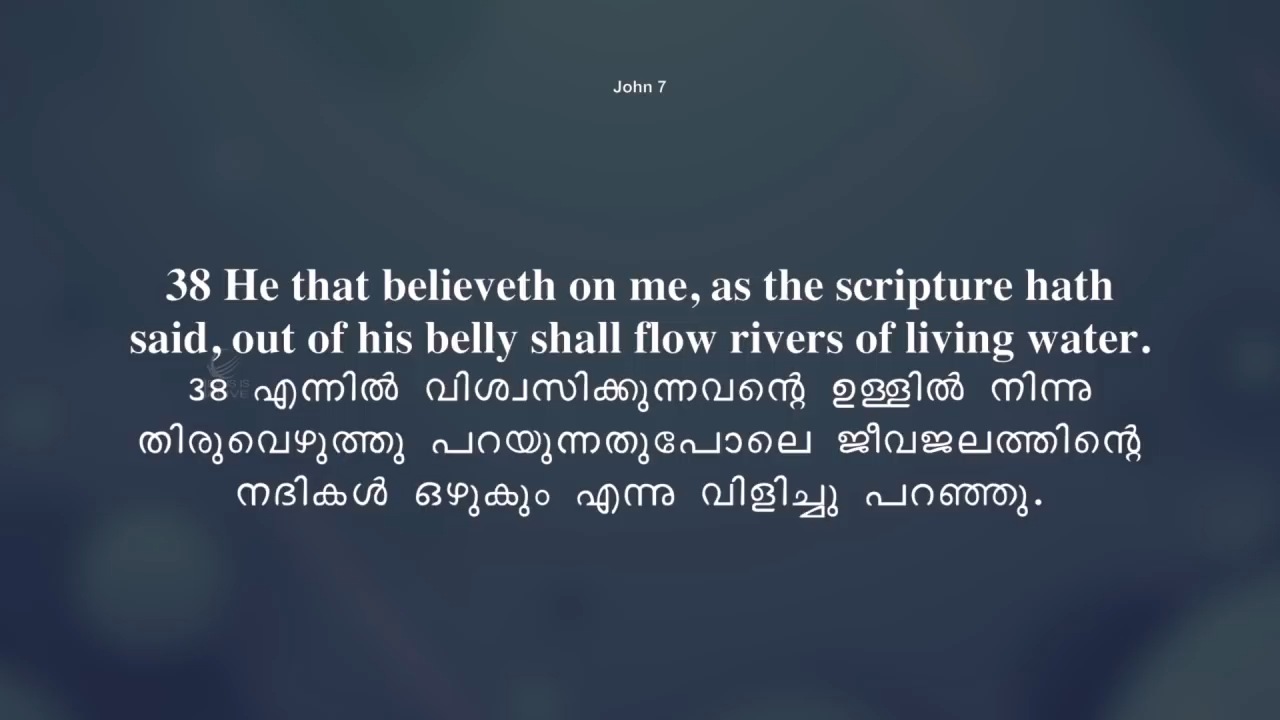 John 7
38 He that believeth on me, as the scripture hath
said, out of his belly shall flow rivers of living water.
38 എന്നിൽ വിശ്വസിക്കുന്നവന്റെ ഉള്ളിൽ നിന്നു
തിരുവെഴുത്തു പറയുന്നതുപോലെ ജീവജലത്തിന്റെ
നദികൾ ഒഴുകും എന്നു വിളിച്ചു പറഞ്ഞു.